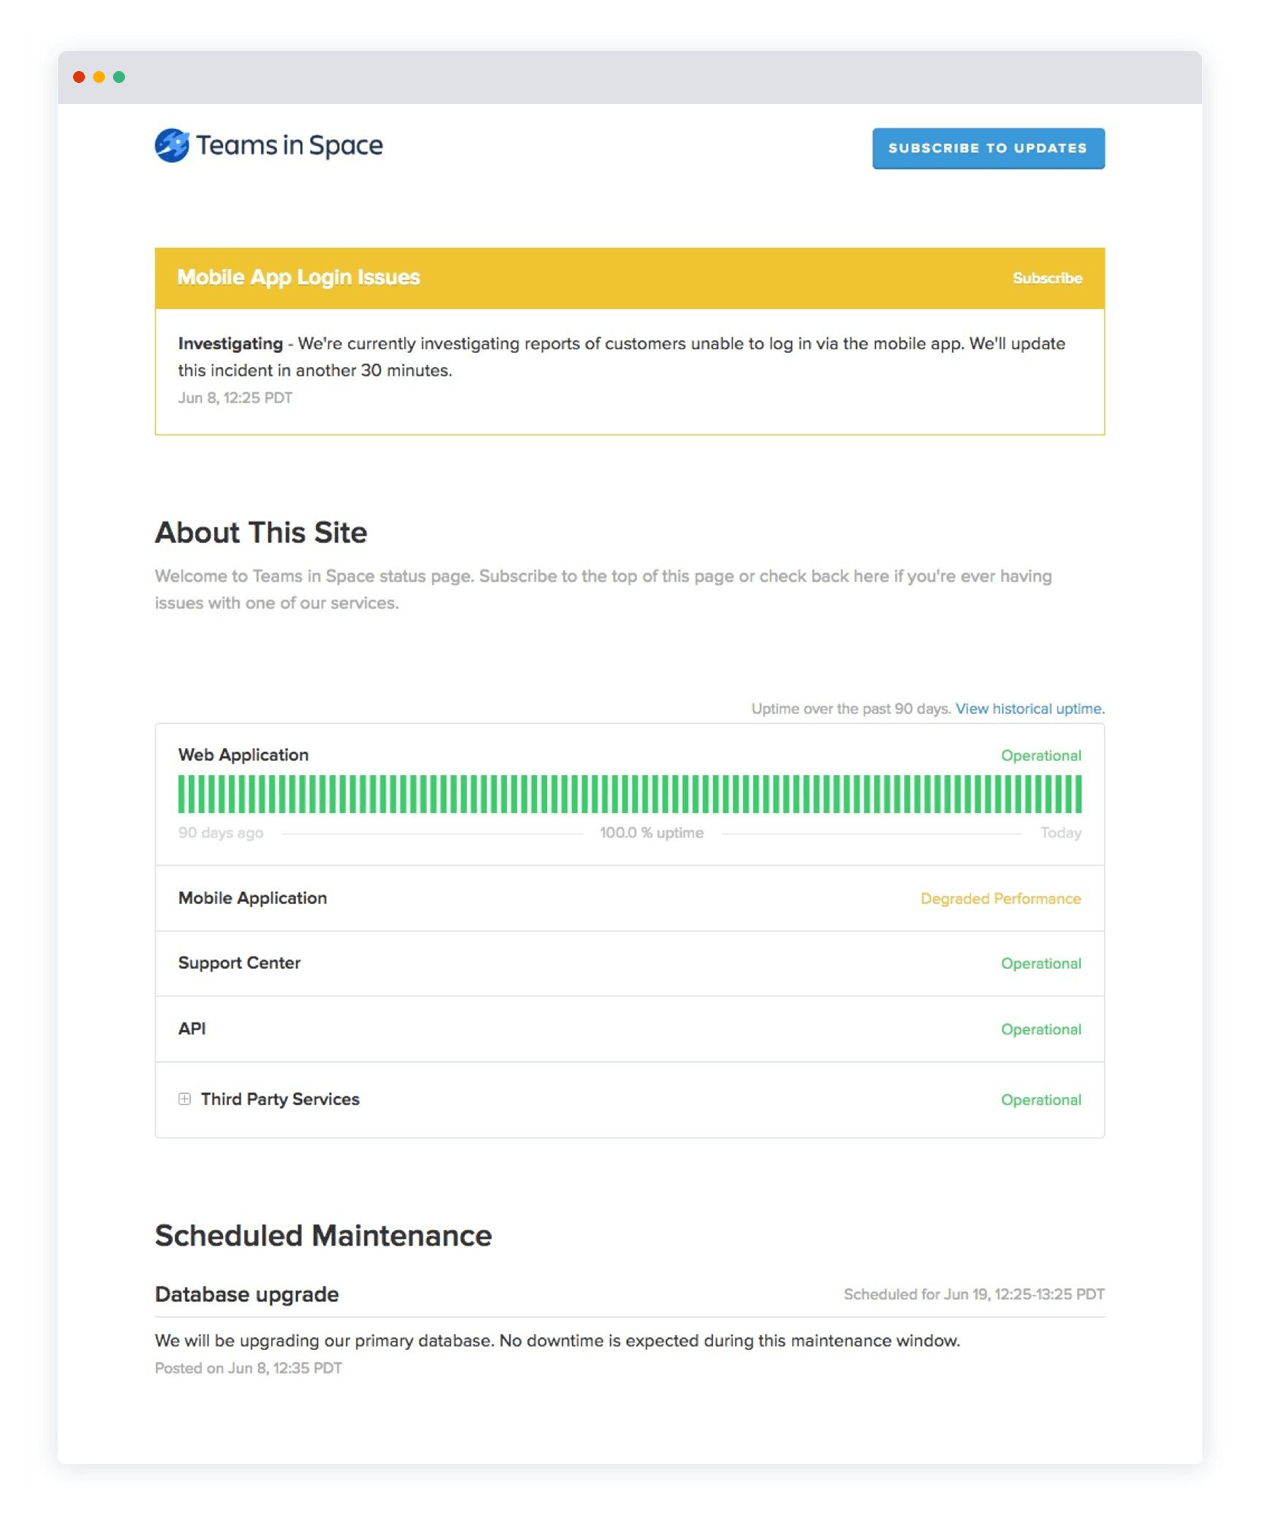 Teams in Space
SUBSCRIBE TO UPDATES
Mobile App Login Issues
Subscribe
Investigating - We're currently investigating reports of customers unable to log in via the mobile app. We'll update
this incident in another 30 minutes.
Jun 8, 12:25 PDT
About This Site
Welcome to Teams in Space status page. Subscribe to the top of this page or check back here if you're ever having
issues with one of our services.
Uptime over the past 90 days. View historical uptime.
Web Application
Operational
90 days ago
100.0 % uptime
Today
Mobile Application
Degraded Performance
Support Center
Operational
API
Operational
Third Party Services
Operational
Scheduled Maintenance
Database upgrade
Scheduled for Jun 19, 12:25-13:25 PDT
We will be upgrading our primary database. No downtime is expected during this maintenance window.
Posted on Jun 8, 12:35 PDT